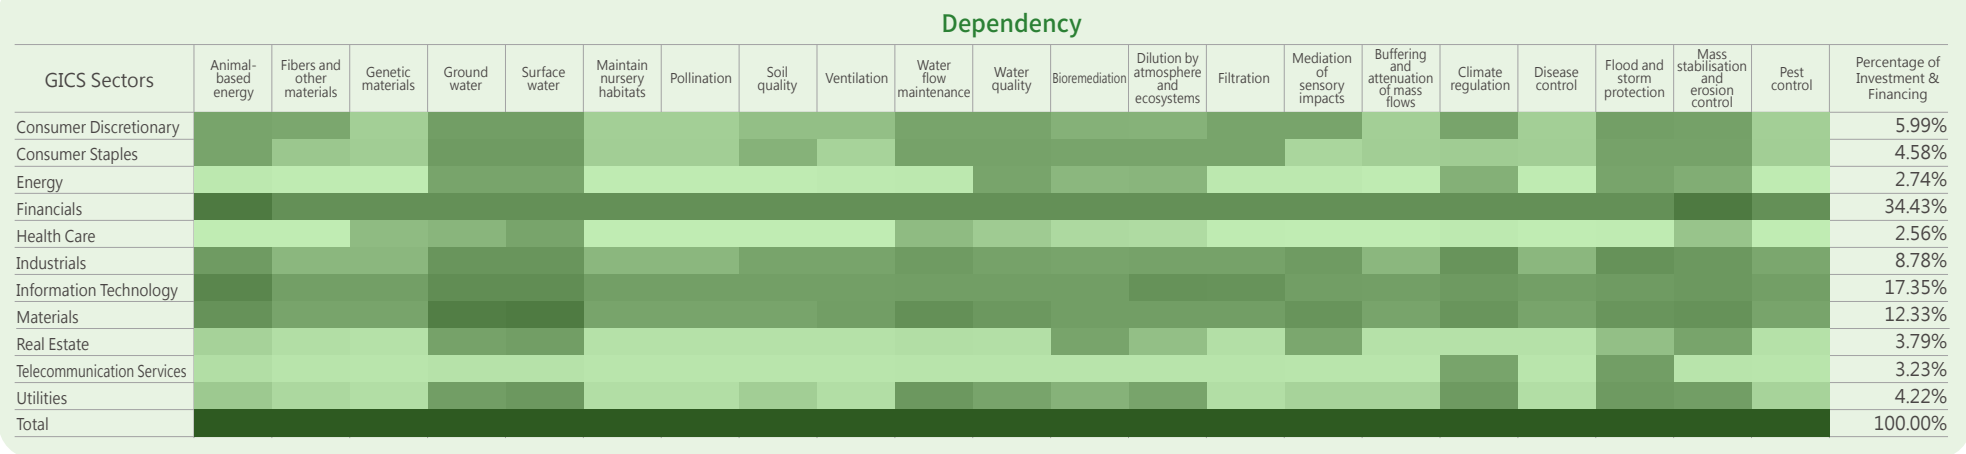 Dependency
GICS Sectors
Animal-
based
energy
Fibers and
other
materials
Genetic
materials
Ground
water
Surface
water
Maintain
nursery
habitats
Pollination
Soil
quality
Ventilation
Water
flow
maintenance
Water
quality
Bioremediation
Dilution by
atmosphere
and
ecosystems
Filtration
Mediation
of
sensory
impacts
Buffering
and
attenuation
of mass
flows
Climate
regulation
Disease
control
Flood and
storm
protection
Mass
stabilisation
and
erosion
control
Pest
control
Percentage of
Investment &
Financing
Consumer Discretionary 5.99%
Consumer Staples 4.58%
Energy 2.74%
Financials 34.43%
Health Care 2.56%
Industrials 8.78%
Information Technology 17.35%
Materials 12.33%
Real Estate 3.79%
Telecommunication Services 3.23%
Utilities 4.22%
Total 100.00%